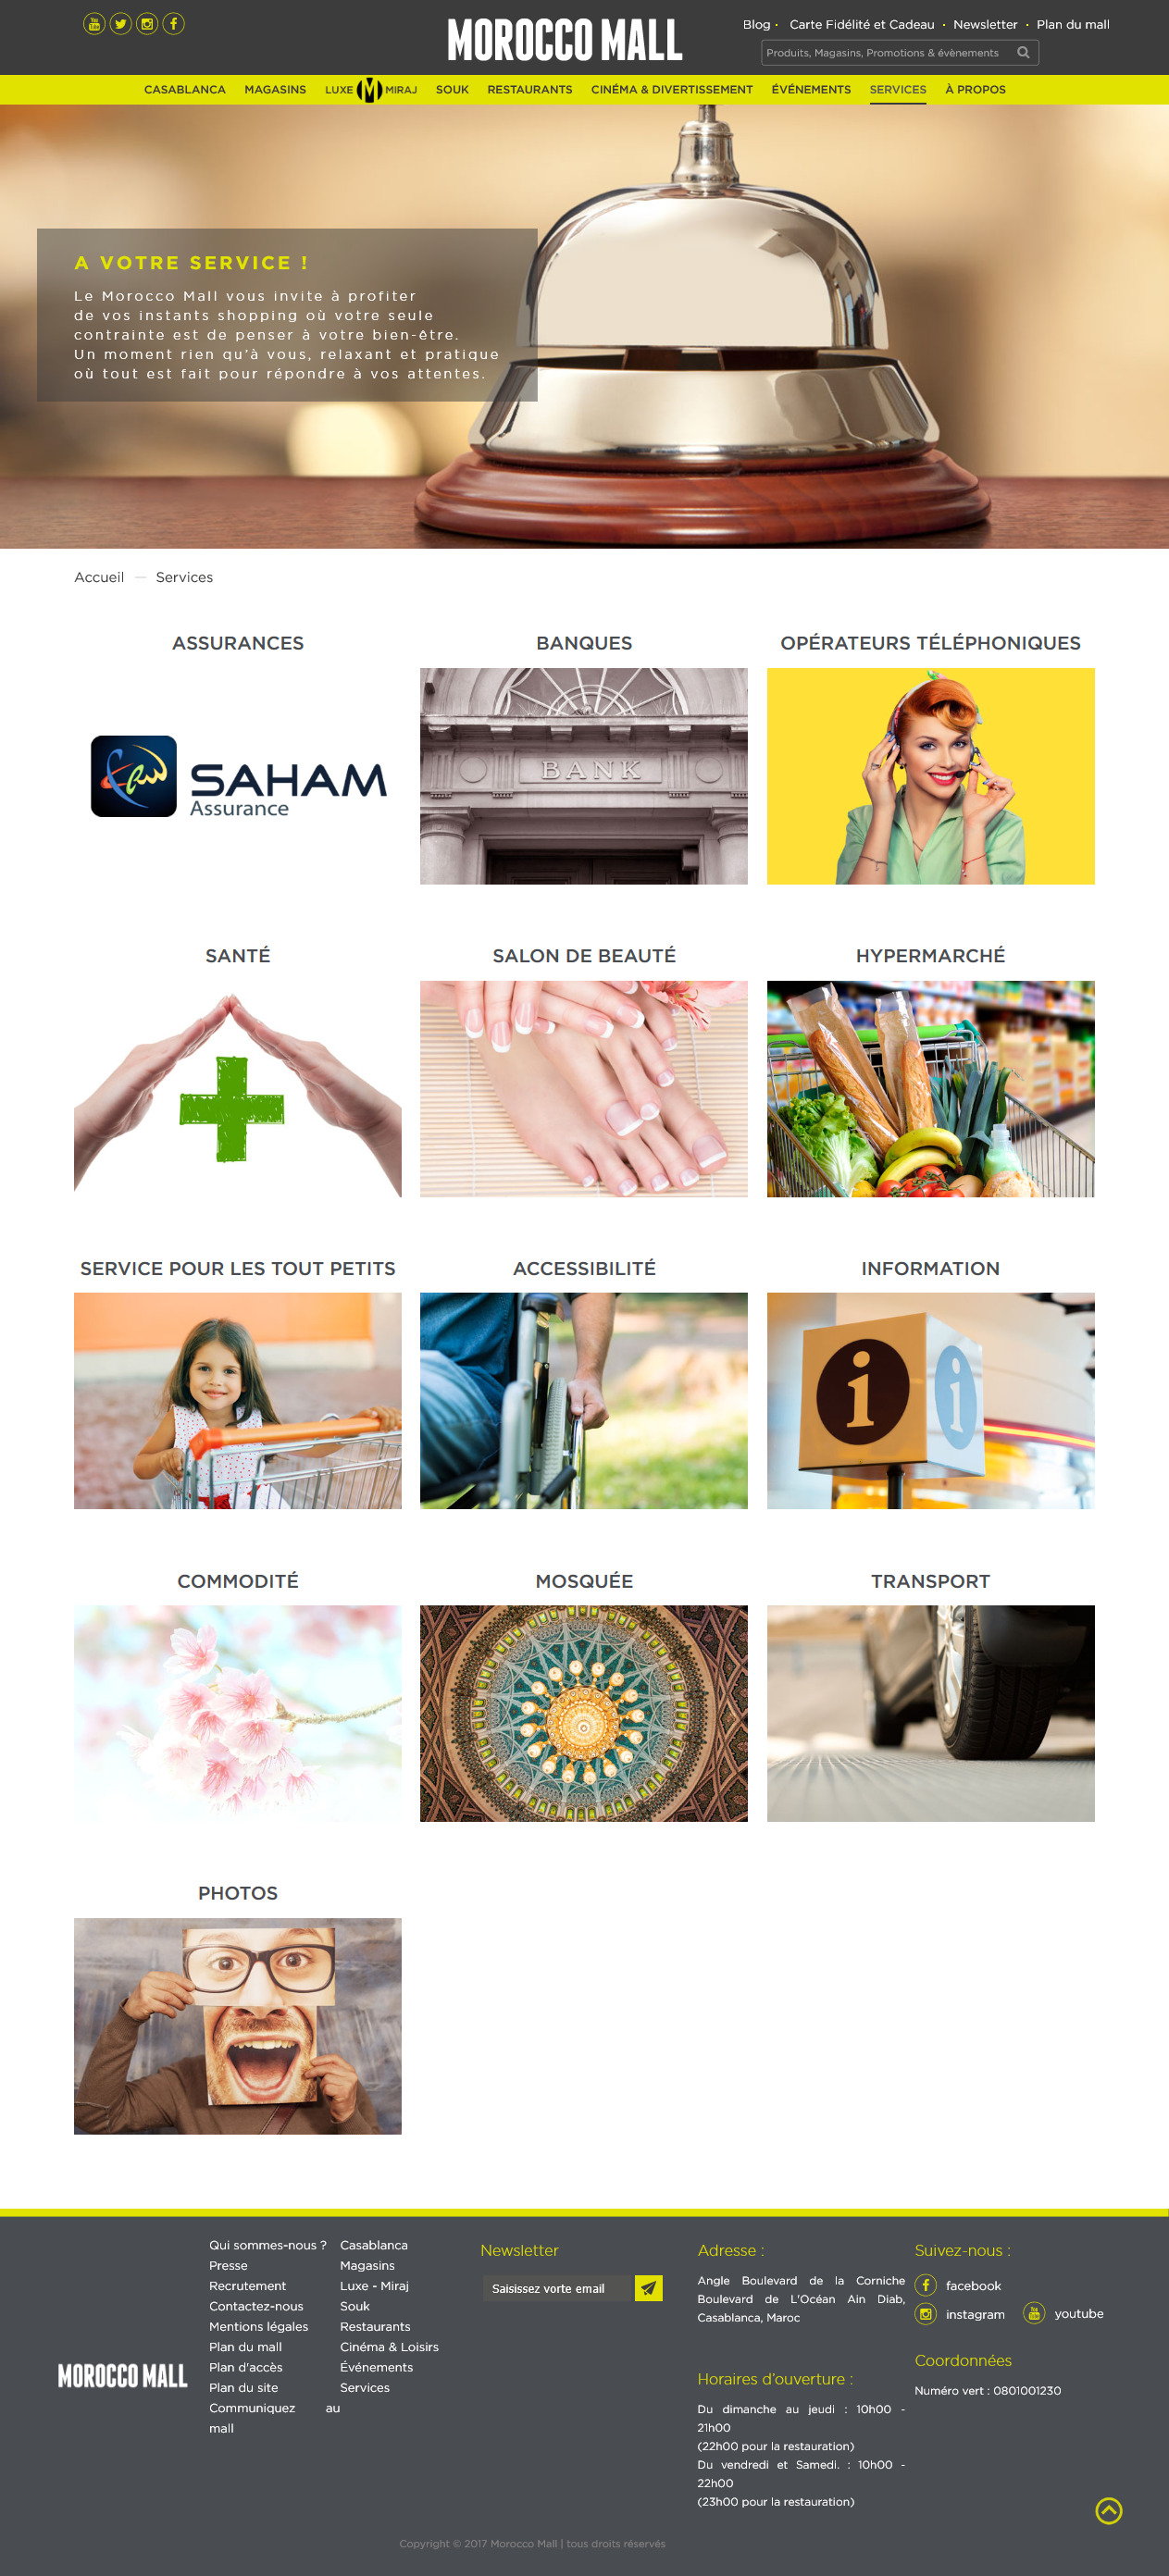 MOROCCO MALL
Blog • Carte Fidélité et Cadeau • Newsletter • Plan du mall
Produits, Magasins, Promotions & évènements
CASABLANCA MAGASINS LUXE M MIRAJ SOUK RESTAURANTS CINÉMA & DIVERTISSEMENT ÉVÉNEMENTS SERVICES À PROPOS
A VOTRE SERVICE !
Le Morocco Mall vous invite à profiter
de vos instants shopping où votre seule
contrainte est de penser à votre bien-être.
Un moment rien qu'à vous, relaxant et pratique
où tout est fait pour répondre à vos attentes.
Accueil — Services
ASSURANCES
BANQUES
OPÉRATEURS TÉLÉPHONIQUES
SAHAM
Assurance
BANK
SANTÉ
SALON DE BEAUTÉ
HYPERMARCHÉ
SERVICE POUR LES TOUT PETITS
ACCESSIBILITÉ
INFORMATION
i i
COMMODITÉ
MOSQUÉE
TRANSPORT
PHOTOS
MOROCCO MALL
Qui sommes-nous ?
Presse
Recrutement
Contactez-nous
Mentions légales
Plan du mall
Plan d'accès
Plan du site
Communiquez au
mall
Casablanca
Magasins
Luxe - Miraj
Souk
Restaurants
Cinéma & Loisirs
Événements
Services
Newsletter
Saisissez vorte email
Adresse :
Angle Boulevard de la Corniche
Boulevard de L'Océan Ain Diab,
Casablanca, Maroc
Horaires d'ouverture :
Du dimanche au jeudi : 10h00 -
21h00
(22h00 pour la restauration)
Du vendredi et Samedi. : 10h00 -
22h00
(23h00 pour la restauration)
Suivez-nous :
facebook
instagram
You Tube youtube
Coordonnées
Numéro vert : 0801001230
Copyright © 2017 Morocco Mall | tous droits réservés